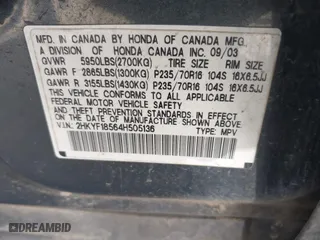 MFD. IN CANADA BY HONDA OF CANADA MFG.
A DIVISION OF HONDA CANADA INC. 09/03
GVWR 5950LBS(2700KG) TIRE SIZE RIM SIZE
GAWR F 2865LBS(1300KG) P235/70R16 104S 16X6.5JJ
GAWR R 3155LBS(1430KG) P235/70R16 104S 16X6.5JJ
THIS VEHICLE CONFORMS TO ALL APPLICABLE
FEDERAL MOTOR VEHICLE SAFETY STANDARDS
AND THEFT PREVENTION STANDARDS IN EFFECT
ON THE DATE OF MANUFACTURE SHOWN ABOVE.
V.I.N.: 2HKYF18564H505136 TYPE: MPV
DREAMBID